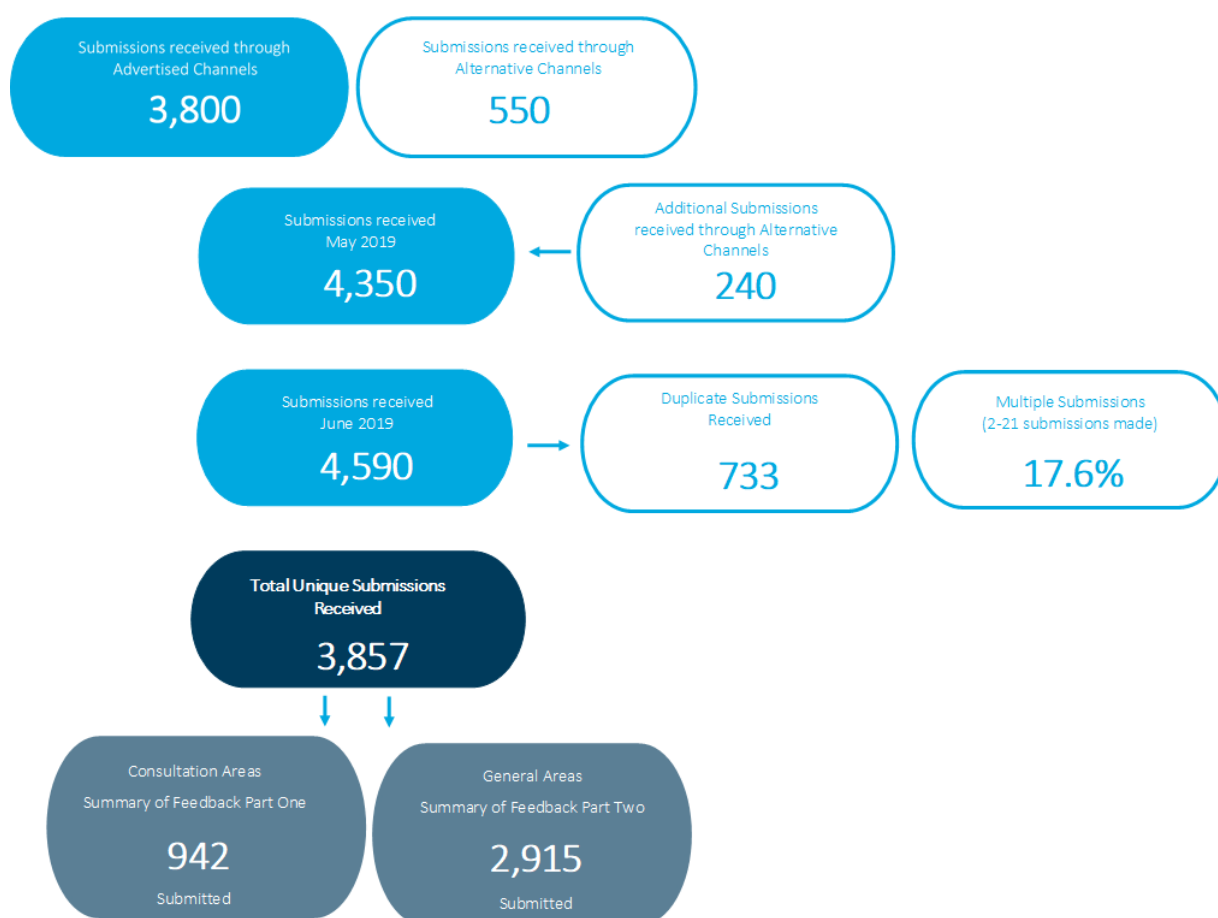 Submissions received through
Advertised Channels
3,800
Submissions received through
Alternative Channels
550
Submissions received
May 2019
4,350
Additional Submissions
received through Alternative
Channels
240
Submissions received
June 2019
4,590
Duplicate Submissions
Received
733
Multiple Submissions
(2-21 submissions made)
17.6%
Total Unique Submissions
Received
3,857
Consultation Areas
Summary of Feedback Part One
942
Submitted
General Areas
Summary of Feedback Part Two
2,915
Submitted